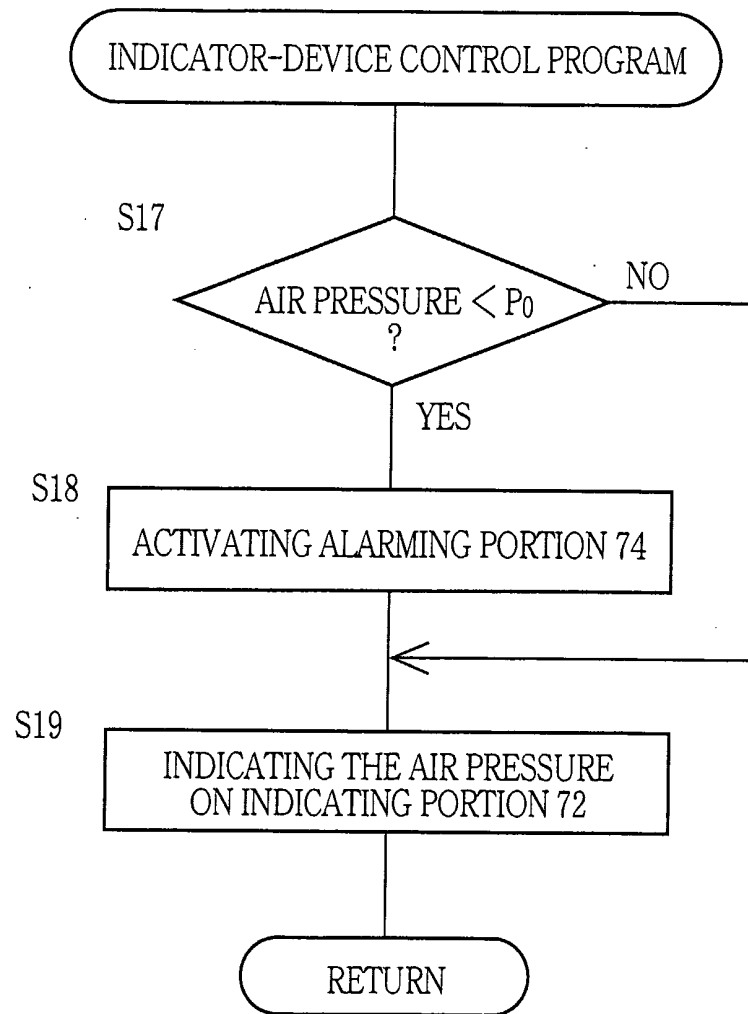 INDICATOR-DEVICE CONTROL PROGRAM
S17
AIR PRESSURE < P0
?
NO
YES
S18
ACTIVATING ALARMING PORTION 74
S19
INDICATING THE AIR PRESSURE
ON INDICATING PORTION 72
RETURN